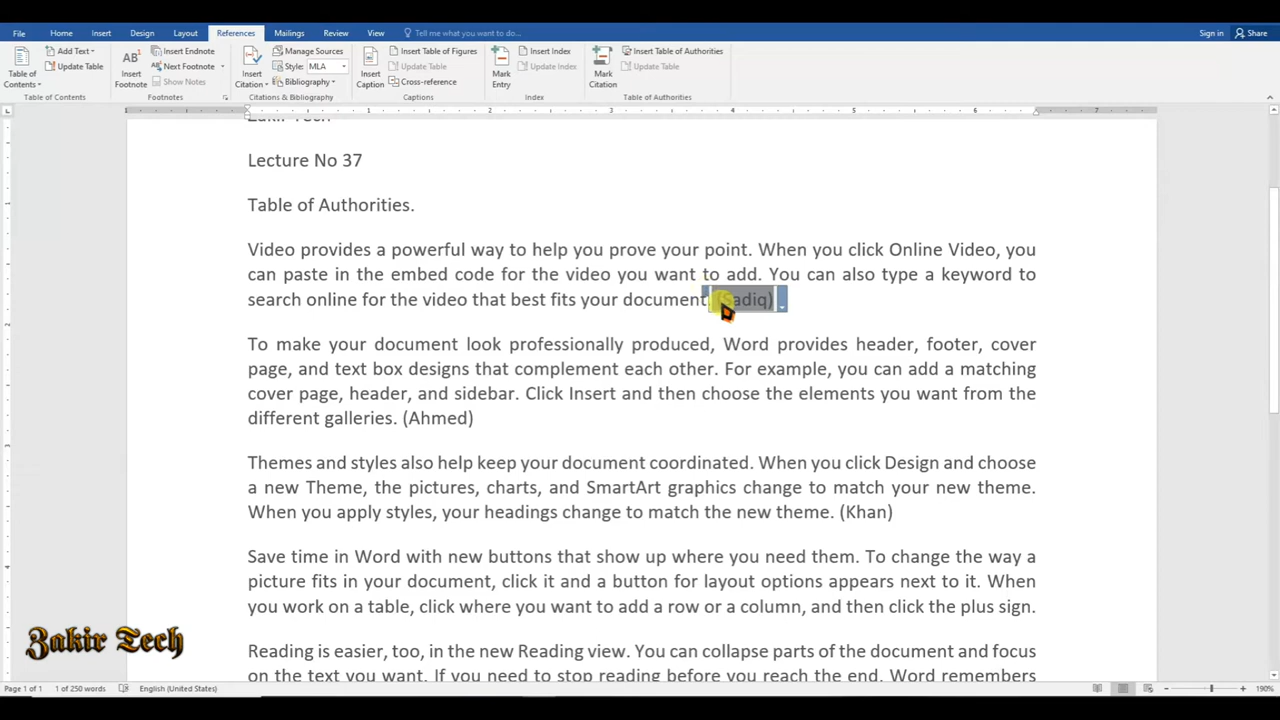 File Home Insert Design Layout References Mailings Review View Tell me what you want to do... Sign in Share
Table of Contents
Add Text
Update Table
Table of Contents
Insert Footnote
Insert Endnote
Next Footnote
Show Notes
Footnotes
Insert Citation
Manage Sources
Style: MLA
Bibliography
Citations & Bibliography
Insert Caption
Insert Table of Figures
Update Table
Cross-reference
Captions
Mark Entry
Insert Index
Update Index
Index
Mark Citation
Insert Table of Authorities
Update Table
Table of Authorities
1 1 2 3 4 5 6 7
Lecture No 37
Table of Authorities.
Video provides a powerful way to help you prove your point. When you click Online Video, you
can paste in the embed code for the video you want to add. You can also type a keyword to
search online for the video that best fits your document. (Sadiq)
To make your document look professionally produced, Word provides header, footer, cover
page, and text box designs that complement each other. For example, you can add a matching
cover page, header, and sidebar. Click Insert and then choose the elements you want from the
different galleries. (Ahmed)
Themes and styles also help keep your document coordinated. When you click Design and choose
a new Theme, the pictures, charts, and SmartArt graphics change to match your new theme.
When you apply styles, your headings change to match the new theme. (Khan)
Save time in Word with new buttons that show up where you need them. To change the way a
picture fits in your document, click it and a button for layout options appears next to it. When
you work on a table, click where you want to add a row or a column, and then click the plus sign.
Reading is easier, too, in the new Reading view. You can collapse parts of the document and focus
on the text you want. If you need to stop reading before you reach the end, Word remembers
Zakir Tech
Page 1 of 1 1 of 250 words English (United States) 190%